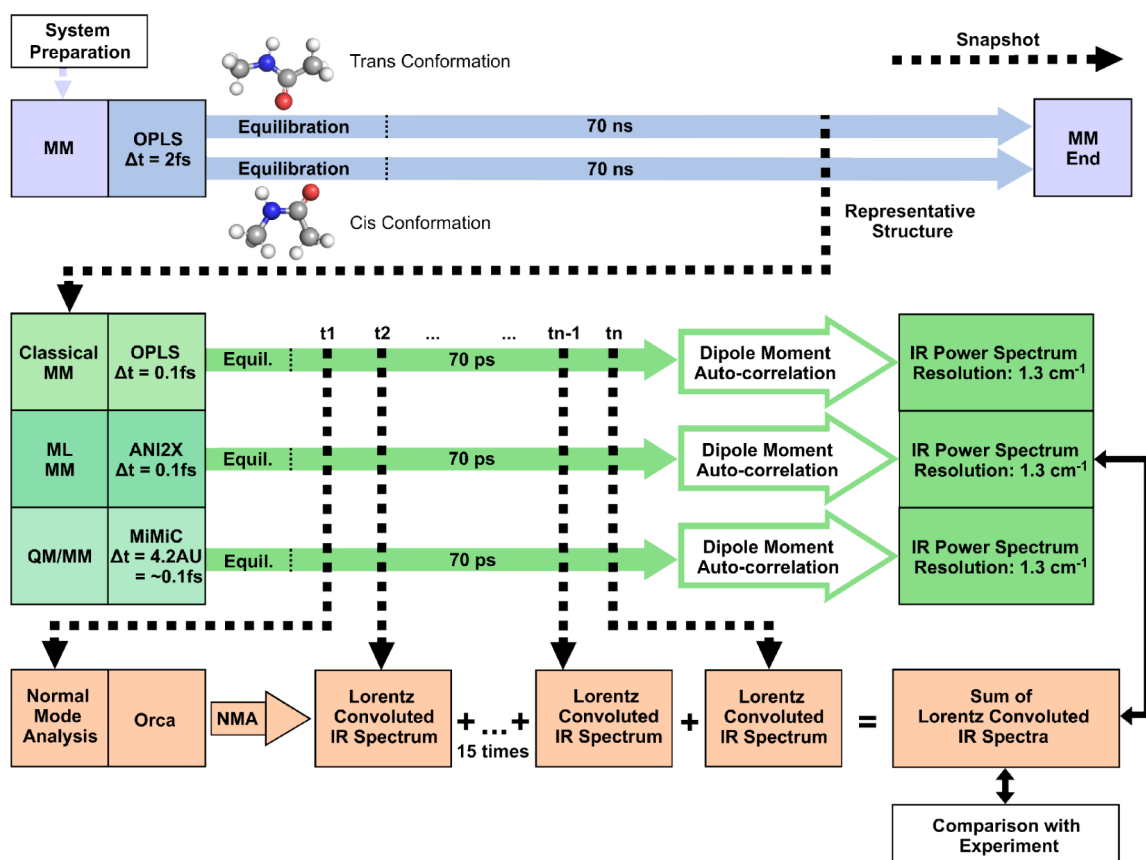 System
Preparation
Trans Conformation
Snapshot
MM
OPLS
Δt = 2fs
Equilibration
70 ns
Equilibration
70 ns
MM
End
Cis Conformation
Representative
Structure
t1
t2
...
...
tn-1
tn
Classical
MM
OPLS
Δt = 0.1fs
Equil.
70 ps
Dipole Moment
Auto-correlation
IR Power Spectrum
Resolution: 1.3 cm⁻¹
ML
MM
ANI2X
Δt = 0.1fs
Equil.
70 ps
Dipole Moment
Auto-correlation
IR Power Spectrum
Resolution: 1.3 cm⁻¹
QM/MM
MiMiC
Δt = 4.2AU
= ~0.1fs
Equil.
70 ps
Dipole Moment
Auto-correlation
IR Power Spectrum
Resolution: 1.3 cm⁻¹
Normal
Mode
Analysis
Orca
NMA
Lorentz
Convoluted
IR Spectrum
+...+
15 times
Lorentz
Convoluted
IR Spectrum
+
Lorentz
Convoluted
IR Spectrum
=
Sum of
Lorentz Convoluted
IR Spectra
Comparison with
Experiment